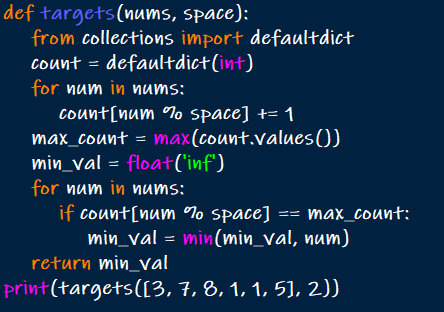 def targets(nums, space):
    from collections import defaultdict
    count = defaultdict(int)
    for num in nums:
        count[num % space] += 1
    max_count = max(count.values())
    min_val = float('inf')
    for num in nums:
        if count[num % space] == max_count:
            min_val = min(min_val, num)
    return min_val
print(targets([3, 7, 8, 1, 1, 5], 2))